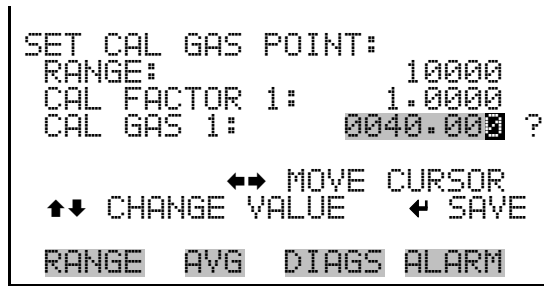 SET CAL GAS POINT:
RANGE: 10000
CAL FACTOR 1: 1.0000
CAL GAS 1: 0040.000 ?
←→ MOVE CURSOR
↑↓ CHANGE VALUE ↵ SAVE
RANGE AVG DIAGS ALARM